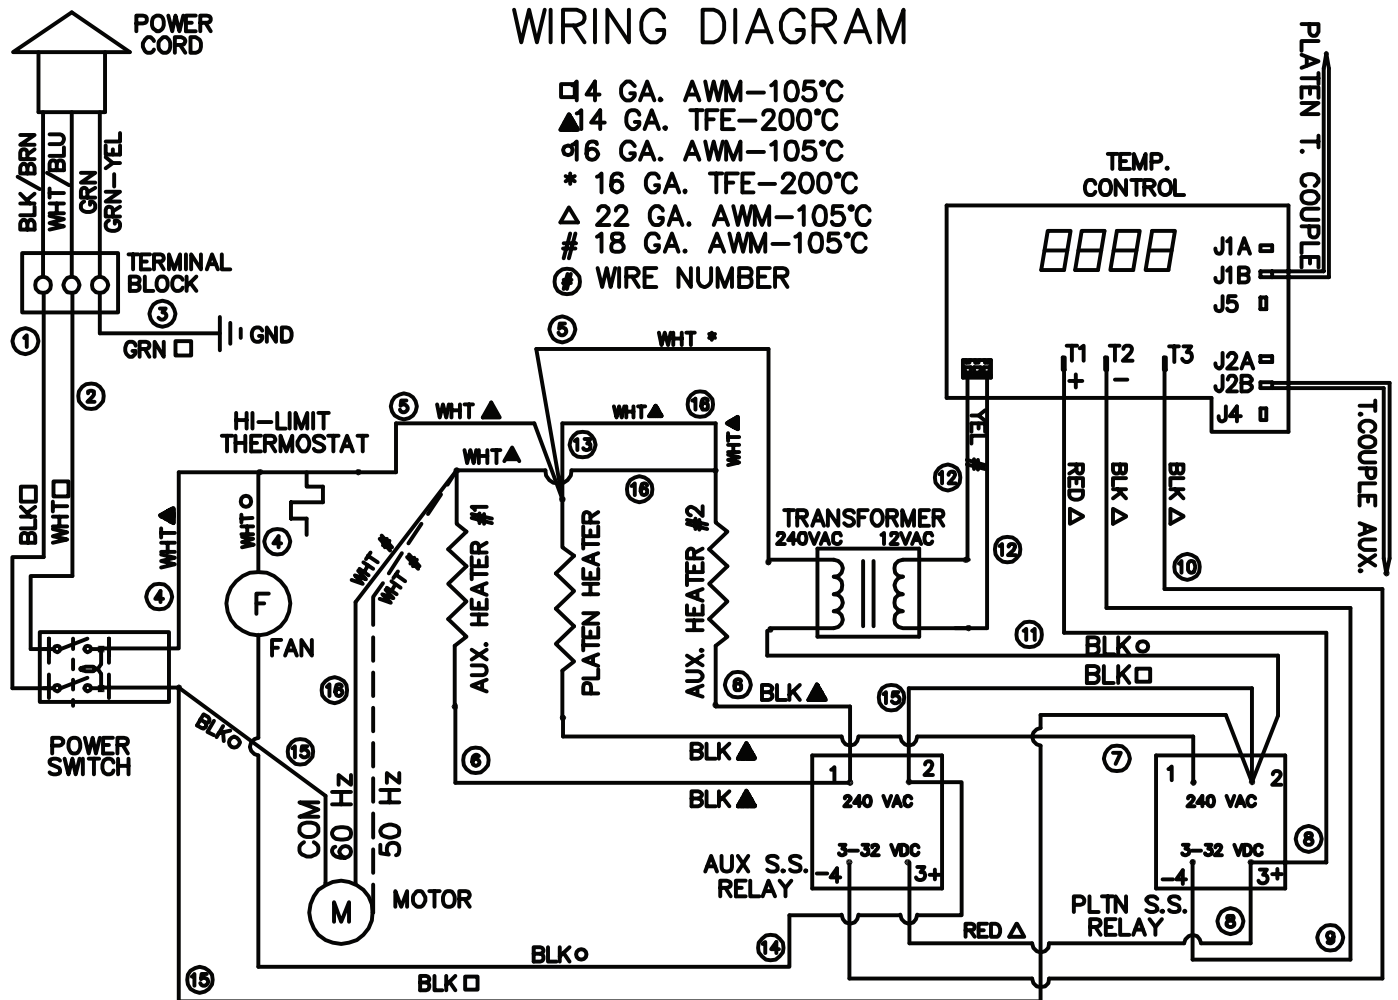 WIRING DIAGRAM
POWER
CORD
14 GA. AWM-105°C
14 GA. TFE-200°C
16 GA. AWM-105°C
* 16 GA. TFE-200°C
22 GA. AWM-105°C
# 18 GA. AWM-105°C
# WIRE NUMBER
BLK/BRN
WHT/BLU
GRN
GRN-YEL
TERMINAL
BLOCK
1
2
3
GRN
GND
PLATEN T. COUPLE
TEMP.
CONTROL
8888
J1A
J1B
J5
J2A
J2B
J4
T1
T2
T3
+
-
T.COUPLE AUX.
5
WHT *
HI-LIMIT
THERMOSTAT
5
WHT
WHT
16
WHT
WHT
13
16
BLK
WHT
WHT
4
WHT
4
F
FAN
WHT #
WHT #
AUX. HEATER #1
PLATEN HEATER
AUX. HEATER #2
TRANSFORMER
240VAC
12VAC
YEL #
12
12
RED
BLK
BLK
10
11
BLK
BLK
POWER
SWITCH
BLK
15
16
COM
60 Hz
50 Hz
M
MOTOR
6
BLK
6
BLK
BLK
15
7
1
2
240 VAC
3-32 VDC
-4
3+
AUX S.S.
RELAY
1
2
240 VAC
3-32 VDC
-4
3+
PLTN S.S.
RELAY
8
8
9
RED
14
BLK
15
BLK